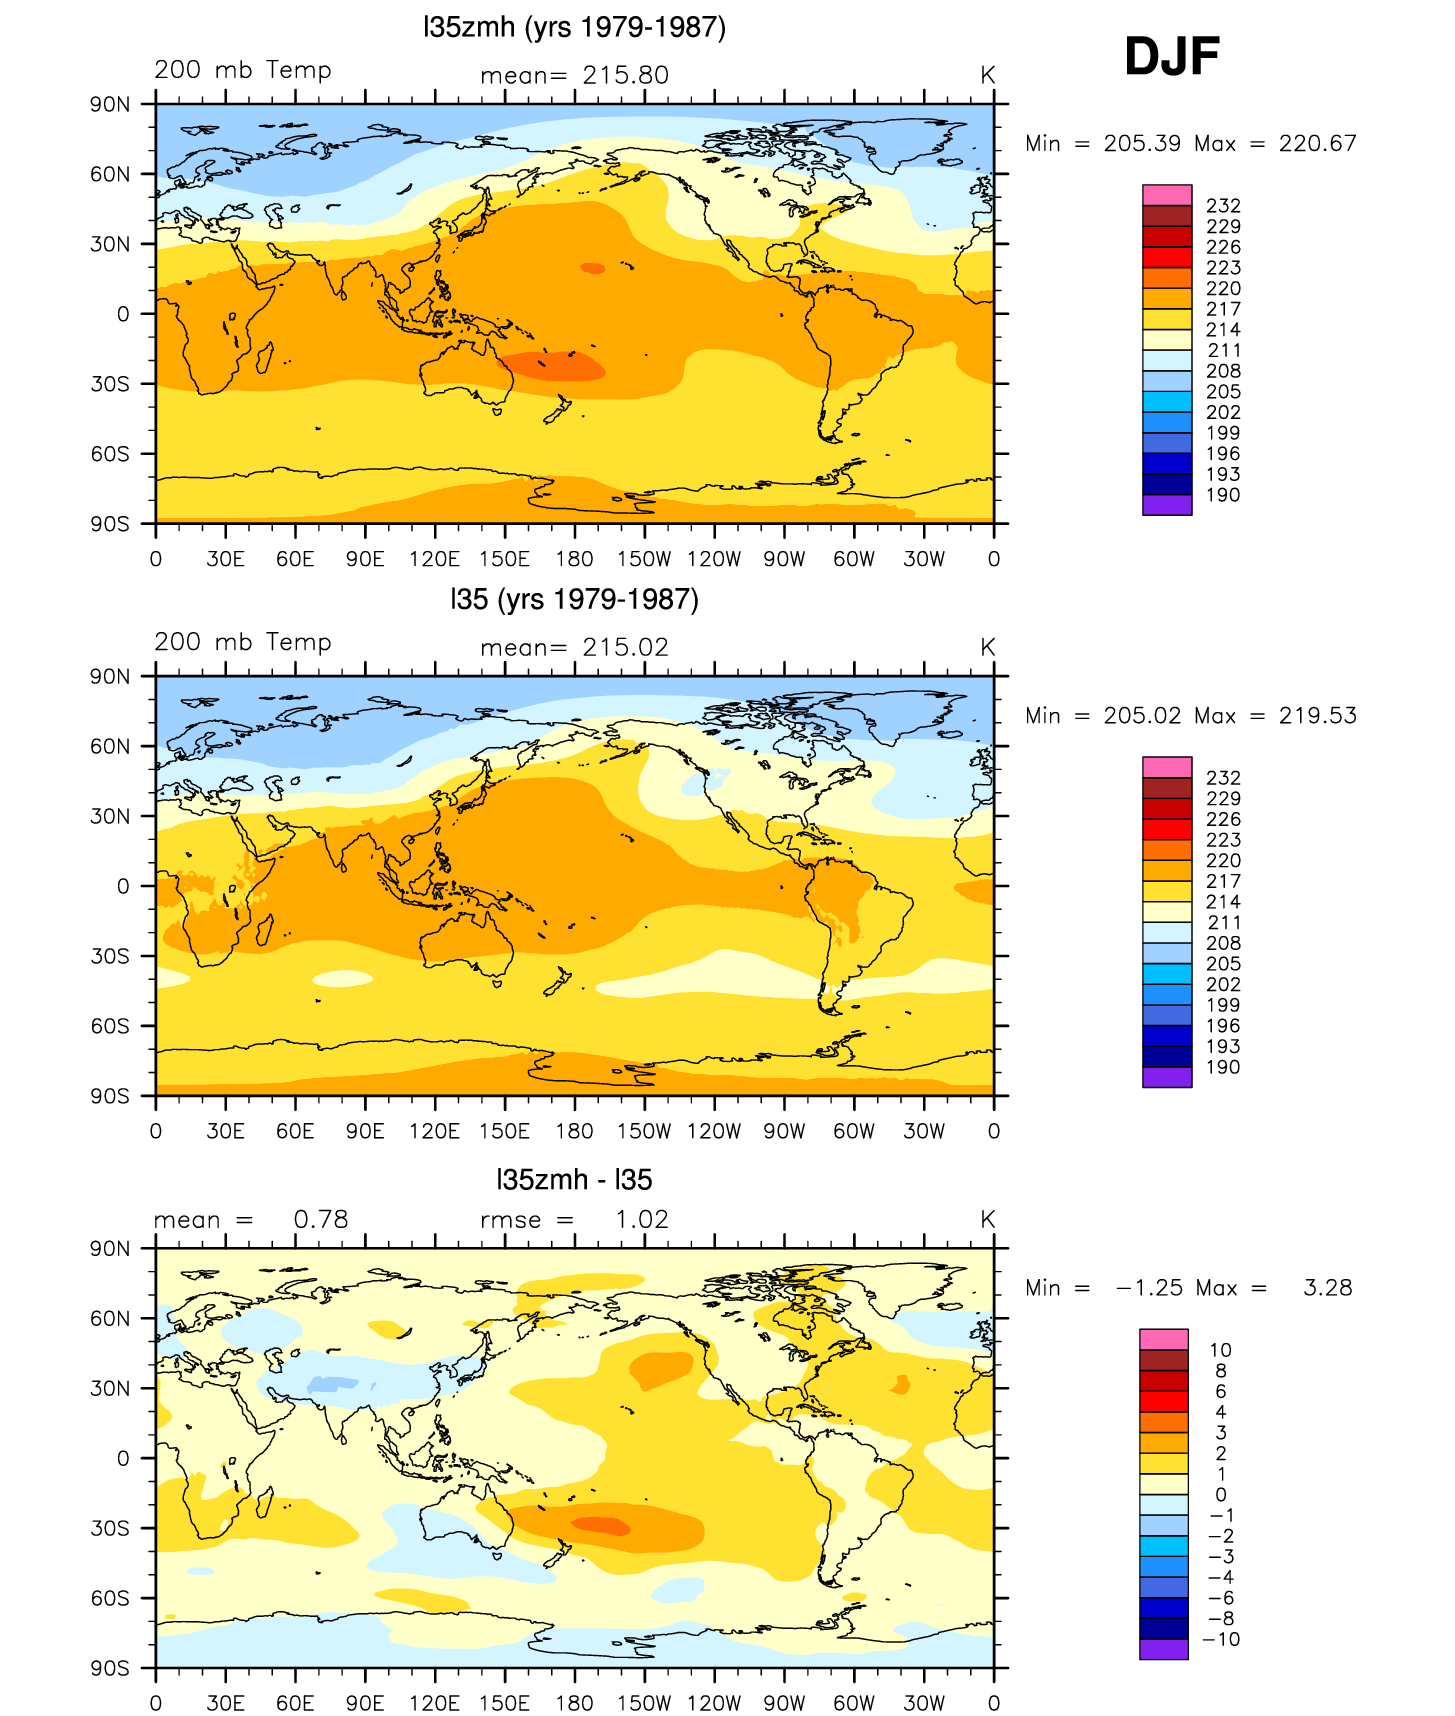 l35zmh (yrs 1979-1987)
DJF
200 mb Temp mean= 215.80 K
Min = 205.39 Max = 220.67
90N
60N
30N
0
30S
60S
90S
0 30E 60E 90E 120E 150E 180 150W 120W 90W 60W 30W 0
232
229
226
223
220
217
214
211
208
205
202
199
196
193
190
l35 (yrs 1979-1987)
200 mb Temp mean= 215.02 K
Min = 205.02 Max = 219.53
90N
60N
30N
0
30S
60S
90S
0 30E 60E 90E 120E 150E 180 150W 120W 90W 60W 30W 0
232
229
226
223
220
217
214
211
208
205
202
199
196
193
190
l35zmh - l35
mean = 0.78 rmse = 1.02 K
Min = -1.25 Max = 3.28
90N
60N
30N
0
30S
60S
90S
0 30E 60E 90E 120E 150E 180 150W 120W 90W 60W 30W 0
10
8
6
4
3
2
1
0
-1
-2
-3
-4
-6
-8
-10